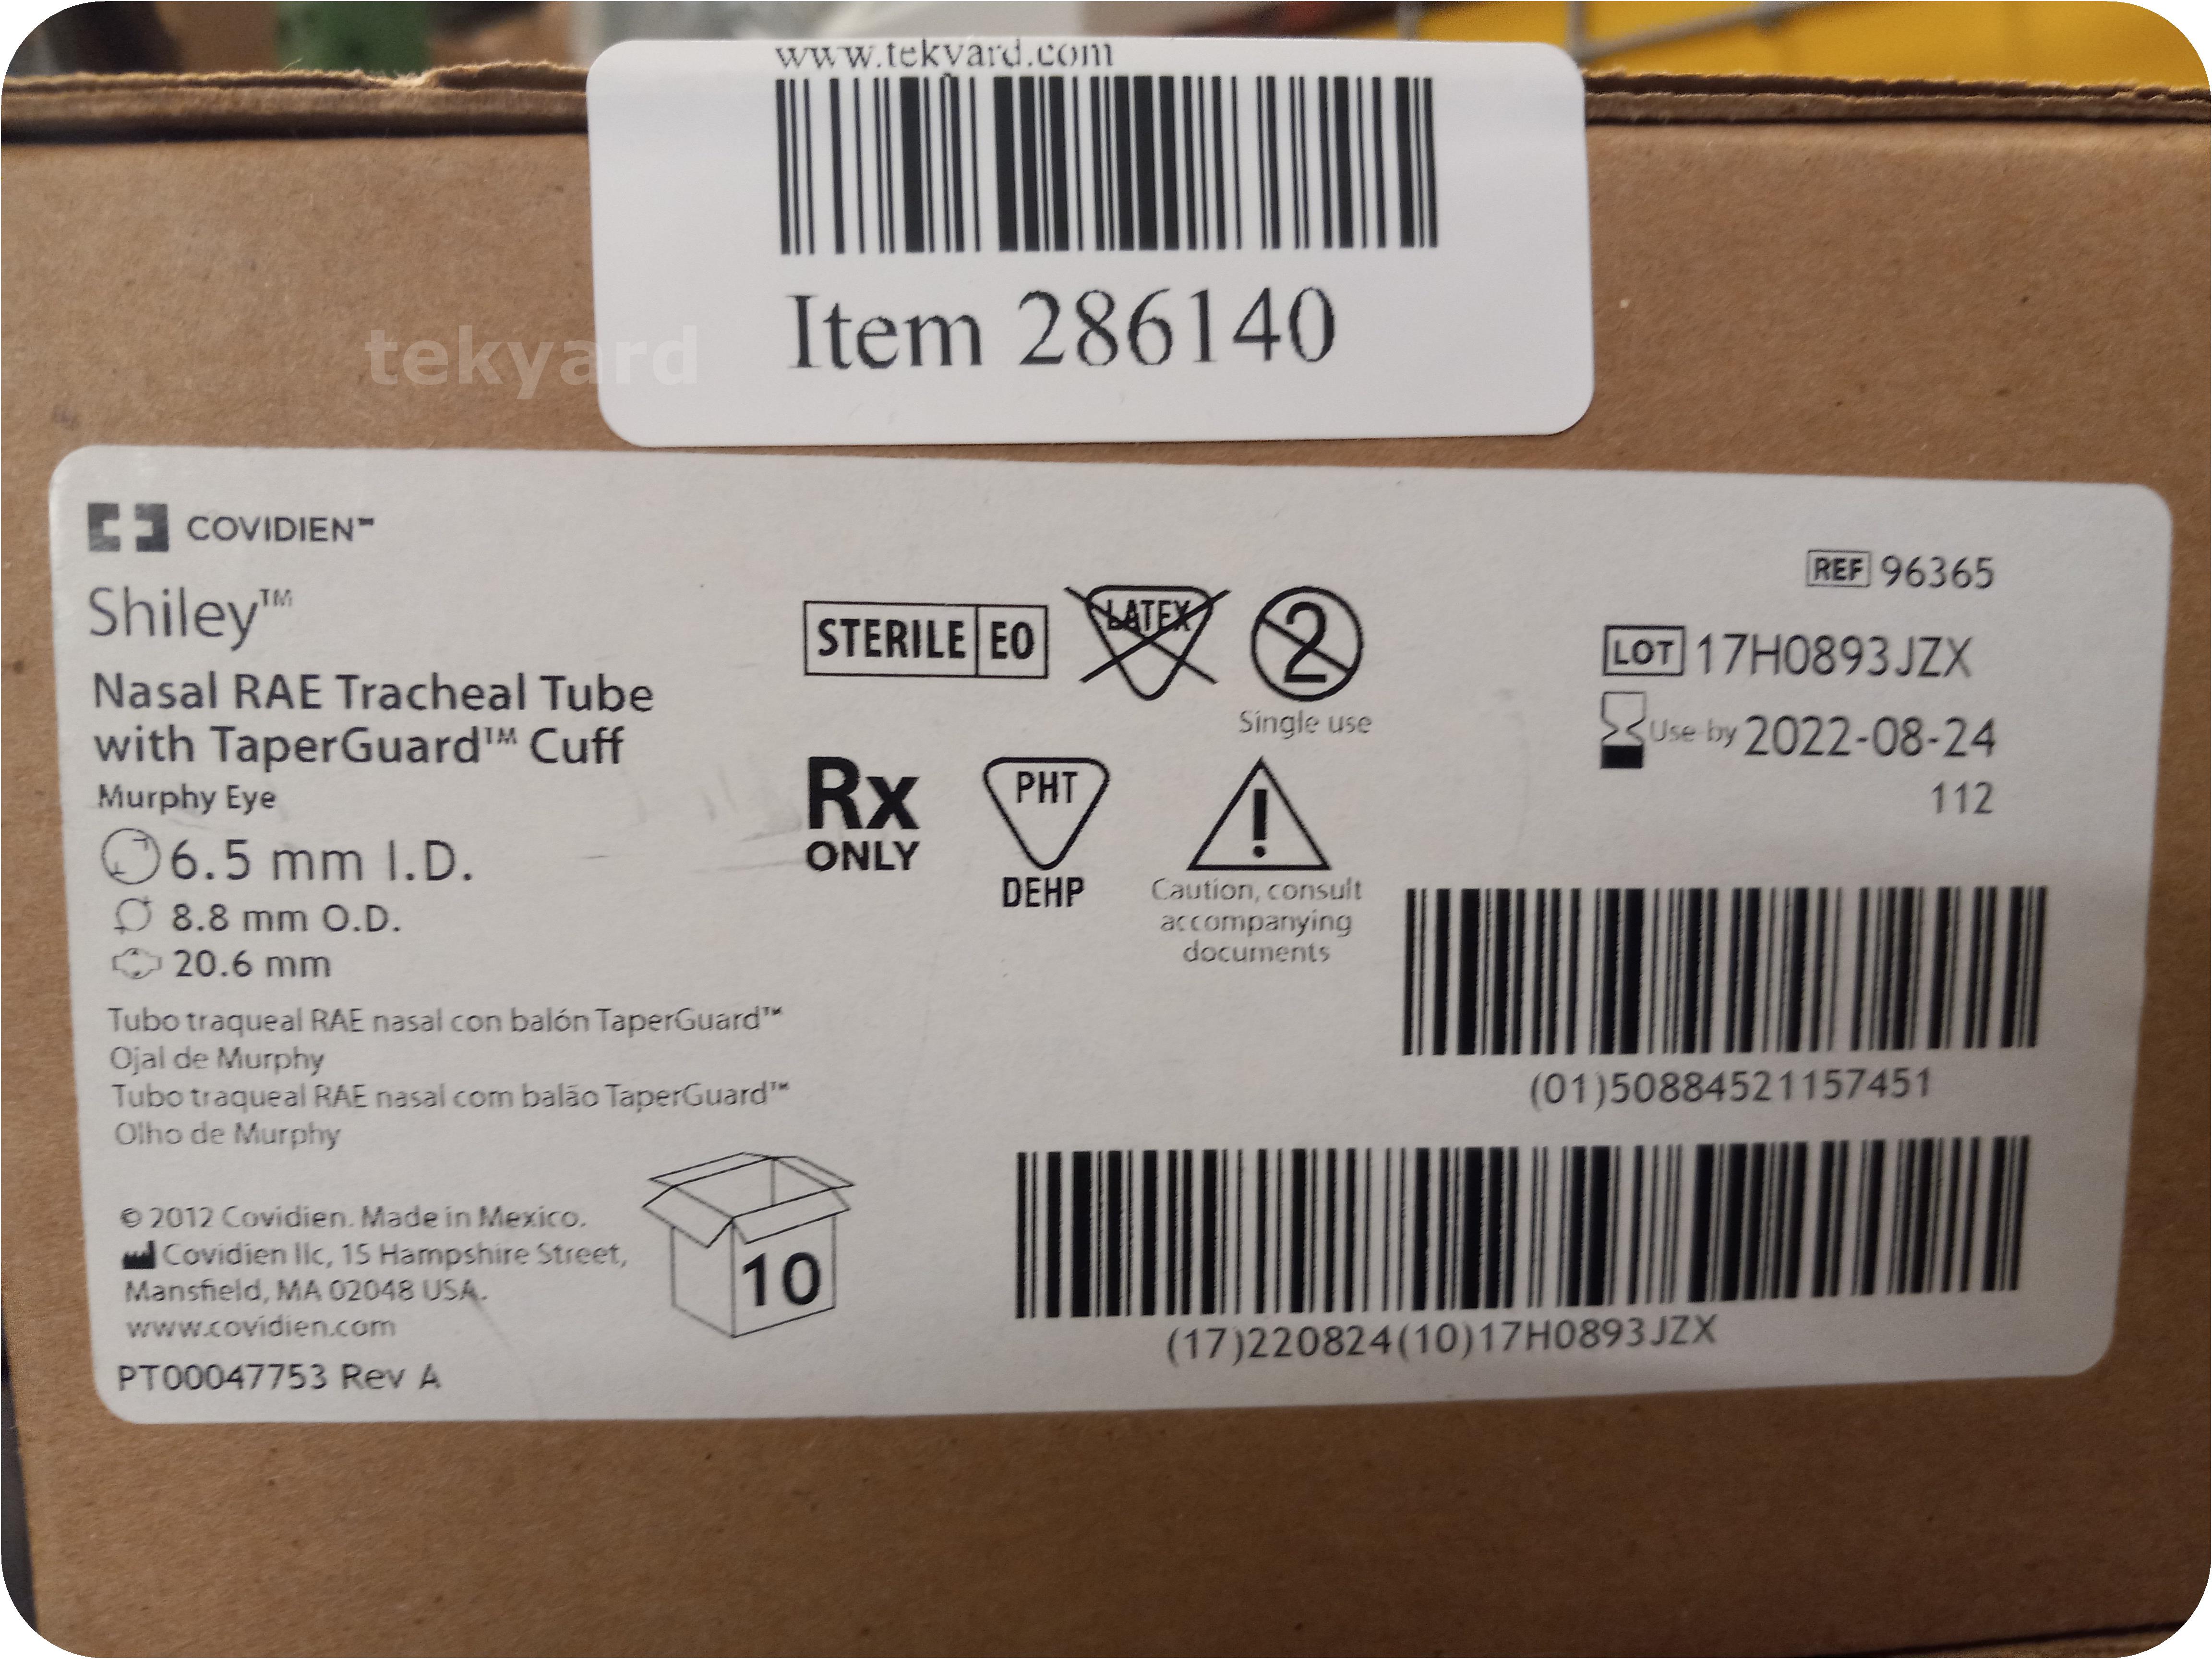 www.tekyard.com
Item 286140
tekyard
COVIDIEN™
Shiley™
Nasal RAE Tracheal Tube
with TaperGuard™ Cuff
Murphy Eye
6.5 mm I.D.
8.8 mm O.D.
20.6 mm
Tubo traqueal RAE nasal con balón TaperGuard™
Ojal de Murphy
Tubo traqueal RAE nasal com balão TaperGuard™
Olho de Murphy
© 2012 Covidien. Made in Mexico.
Covidien llc, 15 Hampshire Street,
Mansfield, MA 02048 USA.
www.covidien.com
PT00047753 Rev A
10
STERILE EO
LATEX
2
Single use
Rx
ONLY
PHT
DEHP
!
Caution, consult
accompanying
documents
REF 96365
LOT 17H0893JZX
Use by 2022-08-24
112
(01)50884521157451
(17)220824(10)17H0893JZX